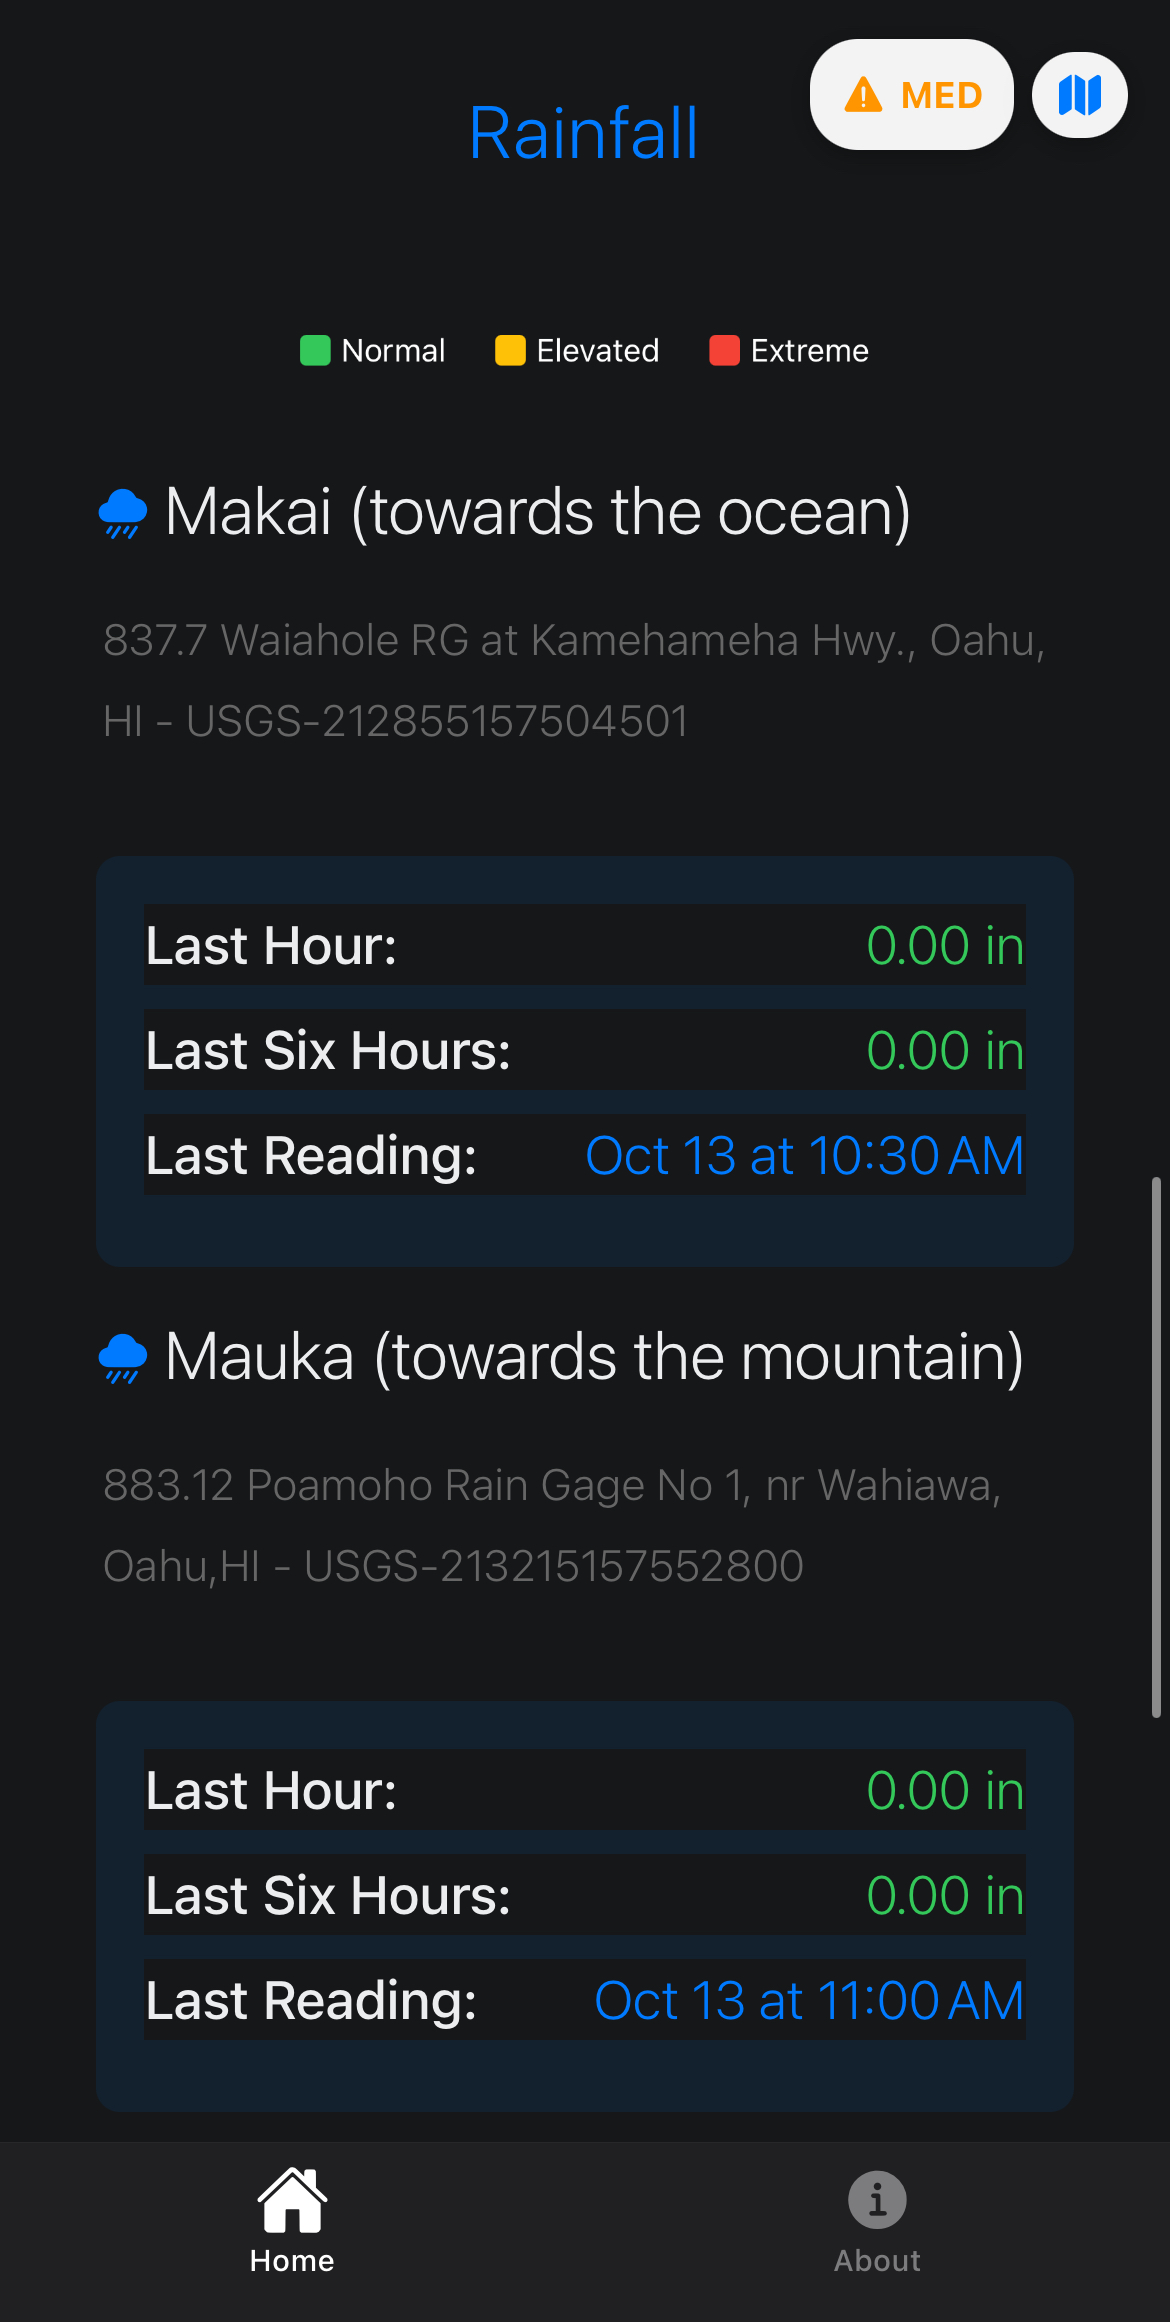 MED
Rainfall
Normal Elevated Extreme
Makai (towards the ocean)
837.7 Waiahole RG at Kamehameha Hwy., Oahu,
HI - USGS-212855157504501
Last Hour: 0.00 in
Last Six Hours: 0.00 in
Last Reading: Oct 13 at 10:30 AM
Mauka (towards the mountain)
883.12 Poamoho Rain Gage No 1, nr Wahiawa,
Oahu,HI - USGS-213215157552800
Last Hour: 0.00 in
Last Six Hours: 0.00 in
Last Reading: Oct 13 at 11:00 AM
Home About